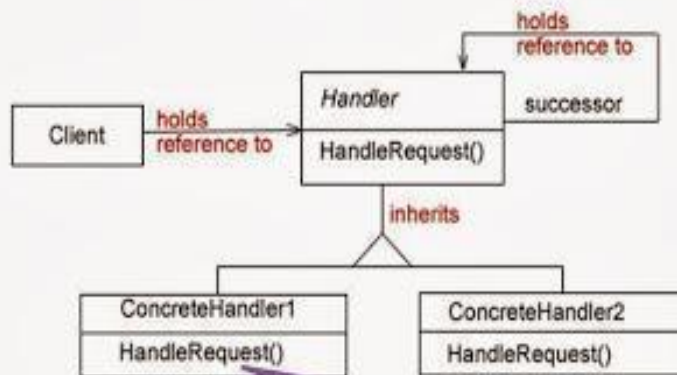 holds
reference to
Handler
successor
Client
holds
reference to
HandleRequest()
inherits
ConcreteHandler1
ConcreteHandler2
HandleRequest()
HandleRequest()